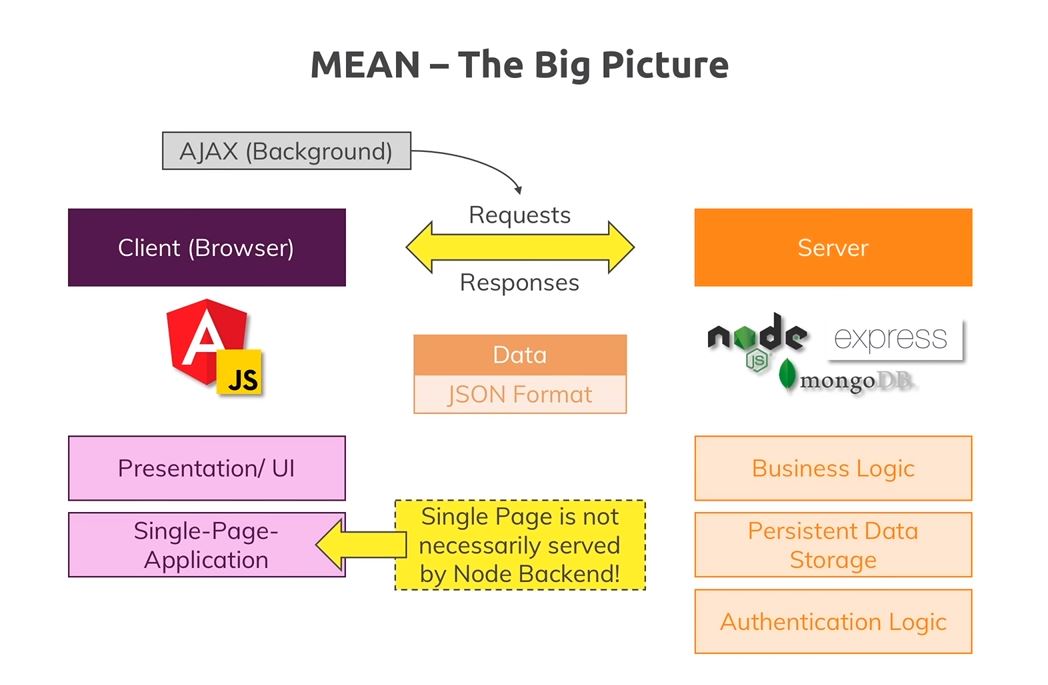 MEAN – The Big Picture
AJAX (Background)
Requests
Client (Browser)
Server
Responses
A
JS
node
JS
express
mongoDB
Data
JSON Format
Presentation/ UI
Business Logic
Single-Page-
Application
Single Page is not
necessarily served
by Node Backend!
Persistent Data
Storage
Authentication Logic